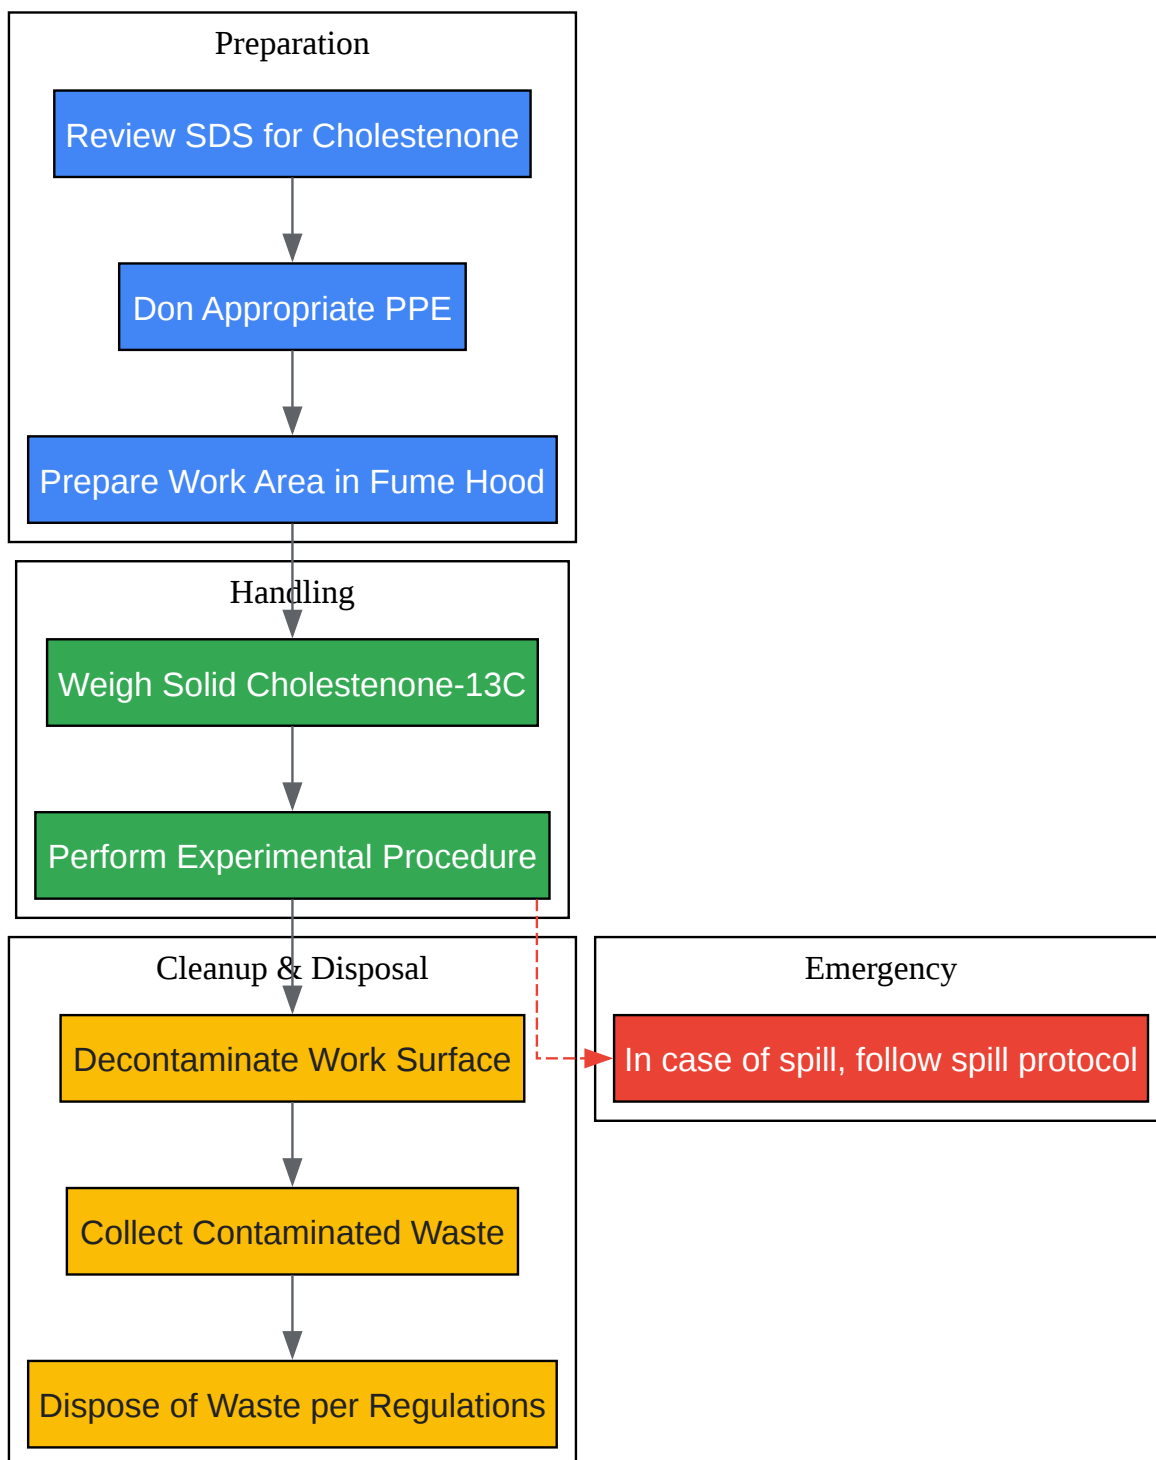 Preparation
Review SDS for Cholestenone
Don Appropriate PPE
Prepare Work Area in Fume Hood
Handling
Weigh Solid Cholestenone-13C
Perform Experimental Procedure
Cleanup & Disposal
Decontaminate Work Surface
Collect Contaminated Waste
Dispose of Waste per Regulations
Emergency
In case of spill, follow spill protocol